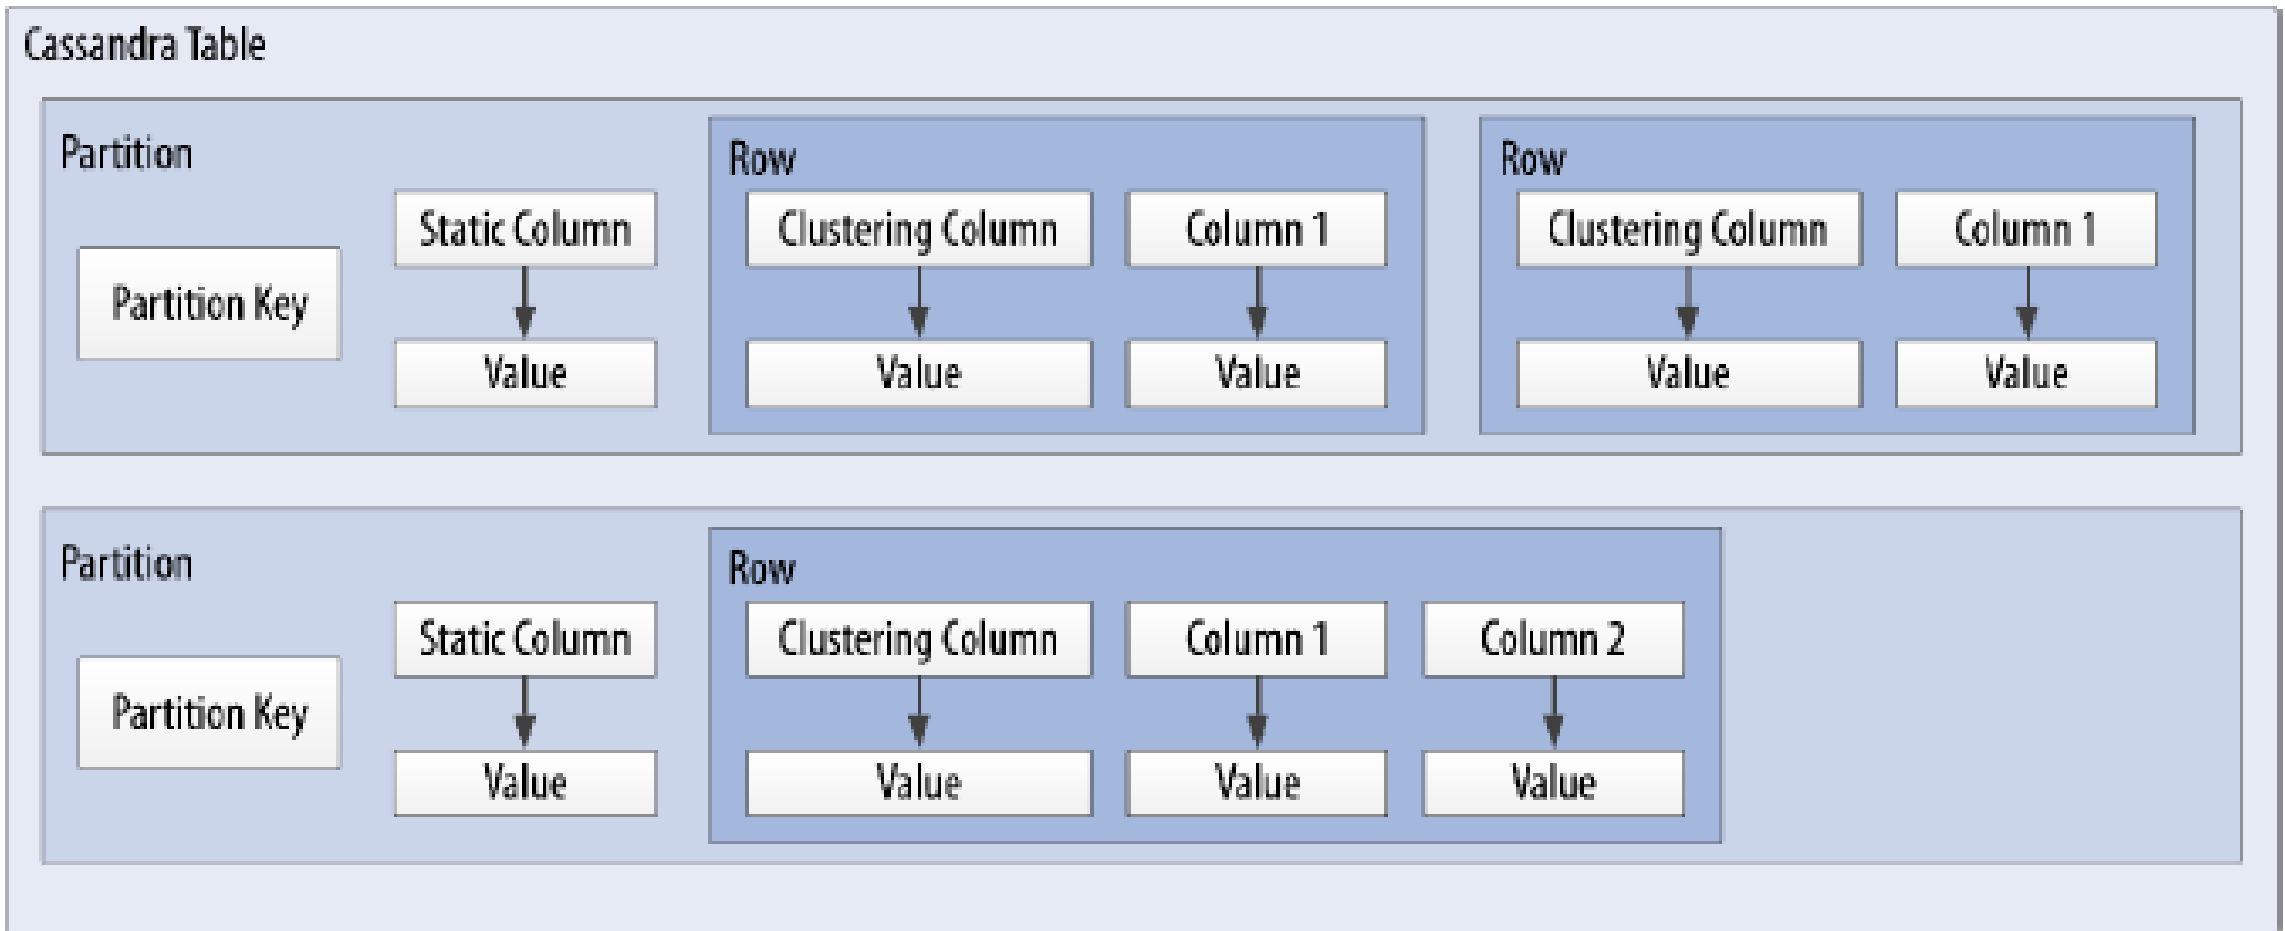 Cassandra Table
Partition
Partition Key
Static Column
Value
Row
Clustering Column
Column 1
Value
Value
Row
Clustering Column
Column 1
Value
Value
Partition
Partition Key
Static Column
Value
Row
Clustering Column
Column 1
Column 2
Value
Value
Value